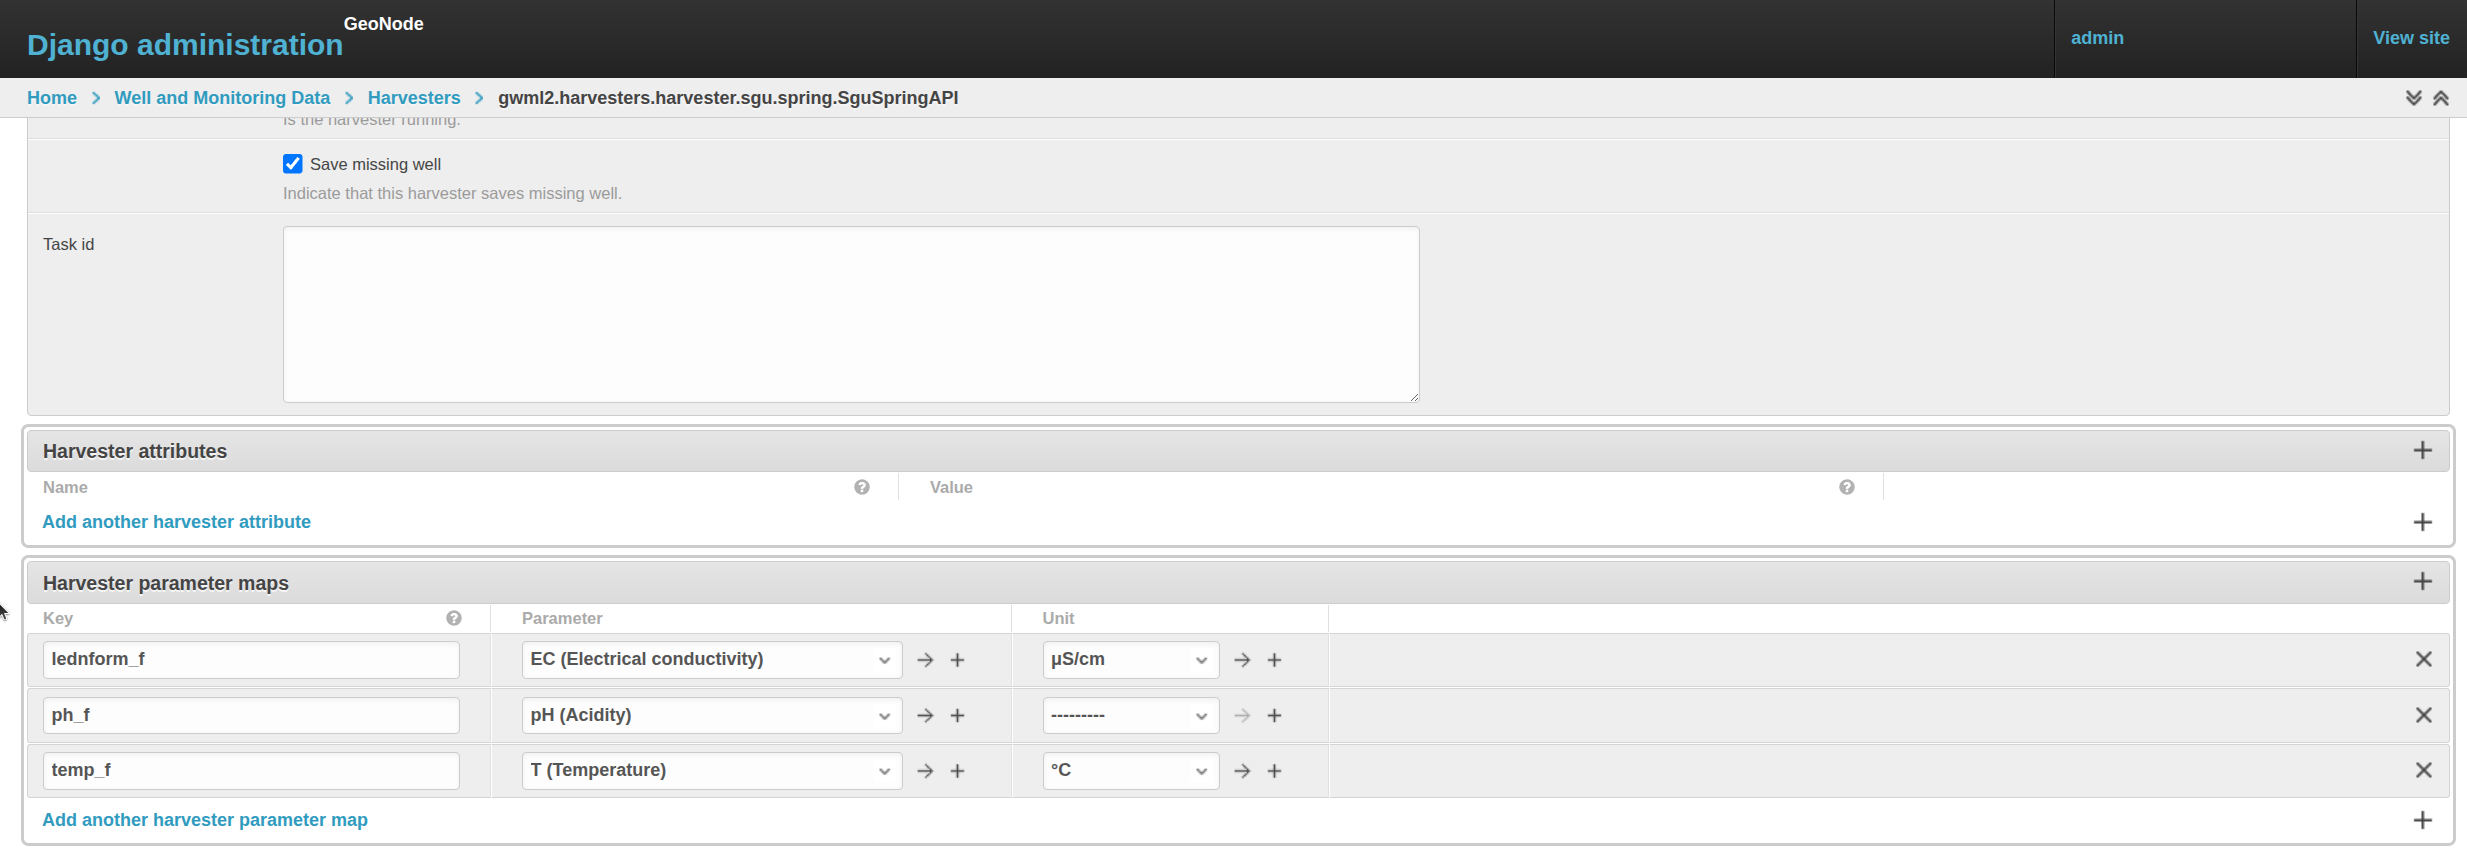 Django administration GeoNode
admin
View site
Home
Well and Monitoring Data
Harvesters
gwml2.harvesters.harvester.sgu.spring.SguSpringAPI
Is the harvester running.
Save missing well
Indicate that this harvester saves missing well.
Task id
Harvester attributes
Name
Value
Add another harvester attribute
Harvester parameter maps
Key
Parameter
Unit
lednform_f
EC (Electrical conductivity)
µS/cm
ph_f
pH (Acidity)
---------
temp_f
T (Temperature)
°C
Add another harvester parameter map